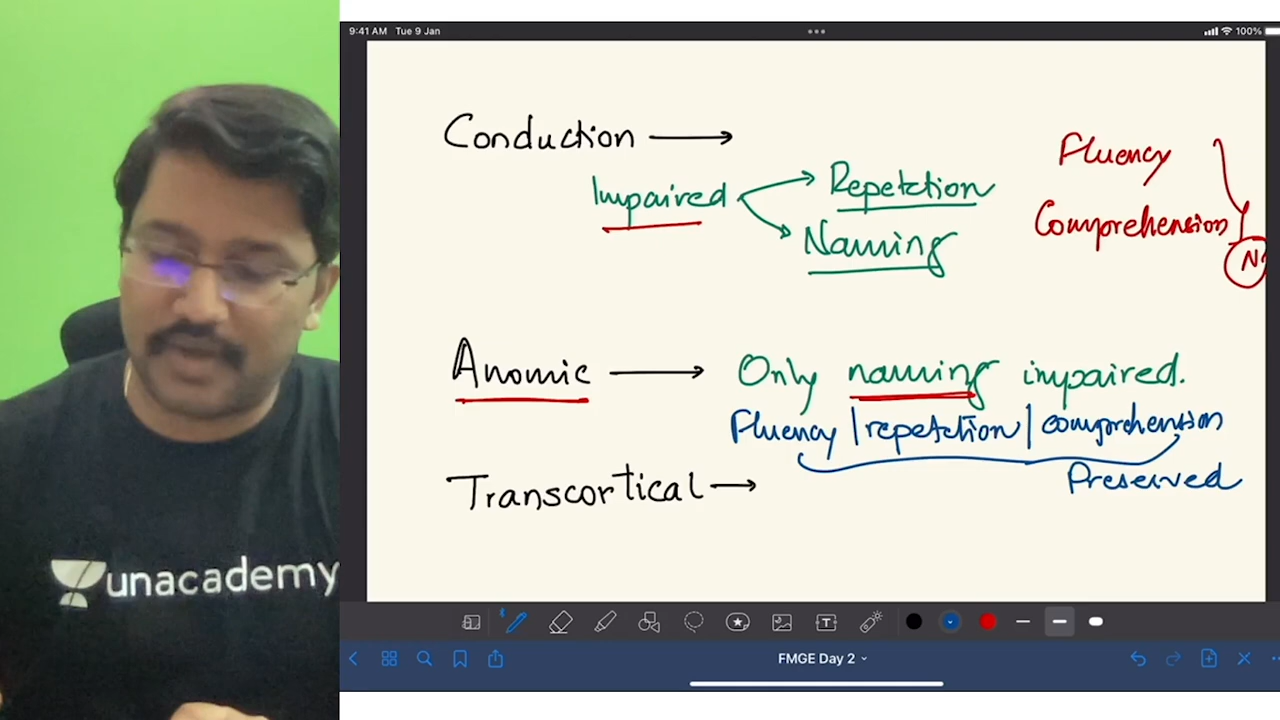 unacademy
9:41 AM Tue 9 Jan
100%
Conduction →
Impaired
Repetition
Naming
Fluency
Comprehension
N
Anomic → Only naming impaired.
Fluency | repetition | comprehension
Preserved
Transcortical →
FMGE Day 2